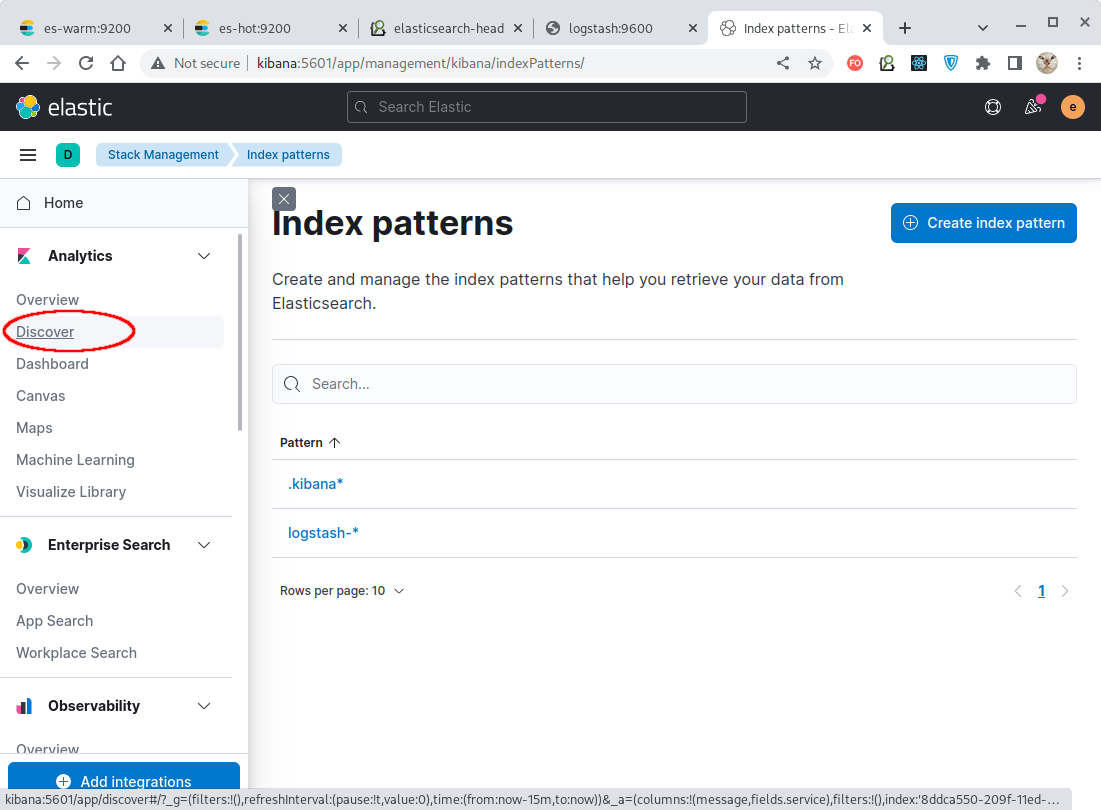 es-warm:9200
es-hot:9200
elasticsearch-head
logstash:9600
Index patterns - Ela
Not secure
kibana:5601/app/management/kibana/indexPatterns/
FO
elastic
Search Elastic
e
D
Stack Management
Index patterns
Home
Analytics
Overview
Discover
Dashboard
Canvas
Maps
Machine Learning
Visualize Library
Enterprise Search
Overview
App Search
Workplace Search
Observability
Overview
Add integrations
Index patterns
Create index pattern
Create and manage the index patterns that help you retrieve your data from
Elasticsearch.
Search...
Pattern
.kibana*
logstash-*
Rows per page: 10
1
kibana:5601/app/discover#/?_g=(filters:!(),refreshInterval:(pause:!t,value:0),time:(from:now-15m,to:now))&_a=(columns:!(message,fields.service),filters:!(),index:'8ddca550-209f-11ed-...